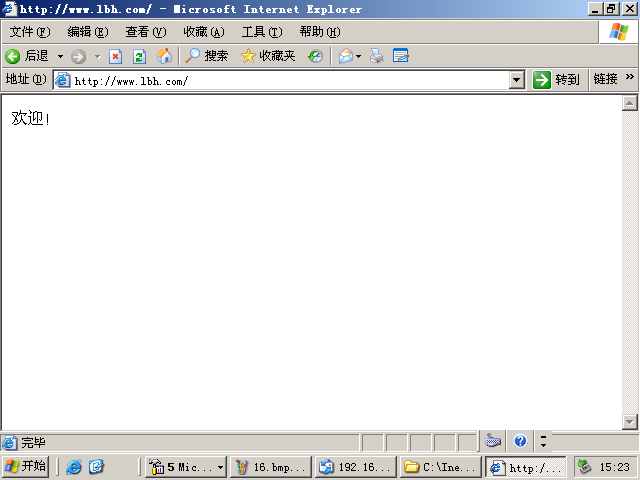 http://www.lbh.com/ - Microsoft Internet Explorer
文件(F) 编辑(E) 查看(V) 收藏(A) 工具(T) 帮助(H)
后退 搜索 收藏夹
地址(D) http://www.lbh.com/ 转到 链接 »
欢迎!
完毕
开始 5 Mic... 16.bmp... 192.16... C:\Ine... http:/... 15:23